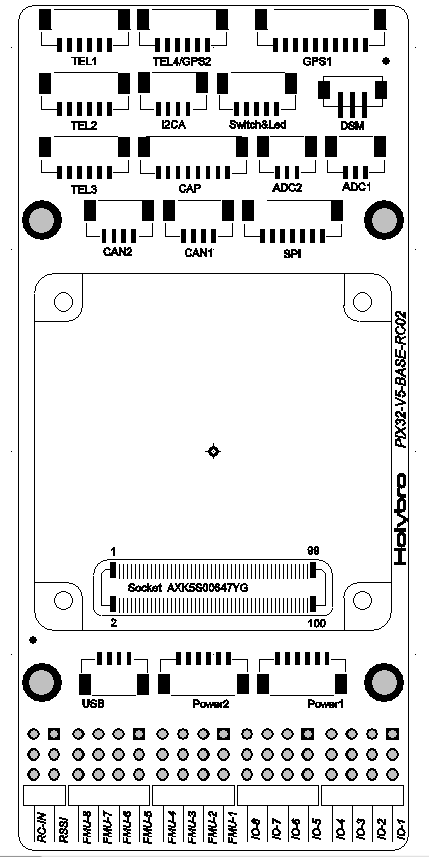 TEL1 TEL4/GPS2 GPS1
TEL2 I2CA Switch&Led DSM
TEL3 CAP ADC2 ADC1
CAN2 CAN1 SPI
PIX32-V5-BASE-RC02
Holybro
1 99
Socket AXK5S00647YG
2 100
USB Power2 Power1
RC-IN
RSSI
FMU-8
FMU-7
FMU-6
FMU-5
FMU-4
FMU-3
FMU-2
FMU-1
IO-8
IO-7
IO-6
IO-5
IO-4
IO-3
IO-2
IO-1